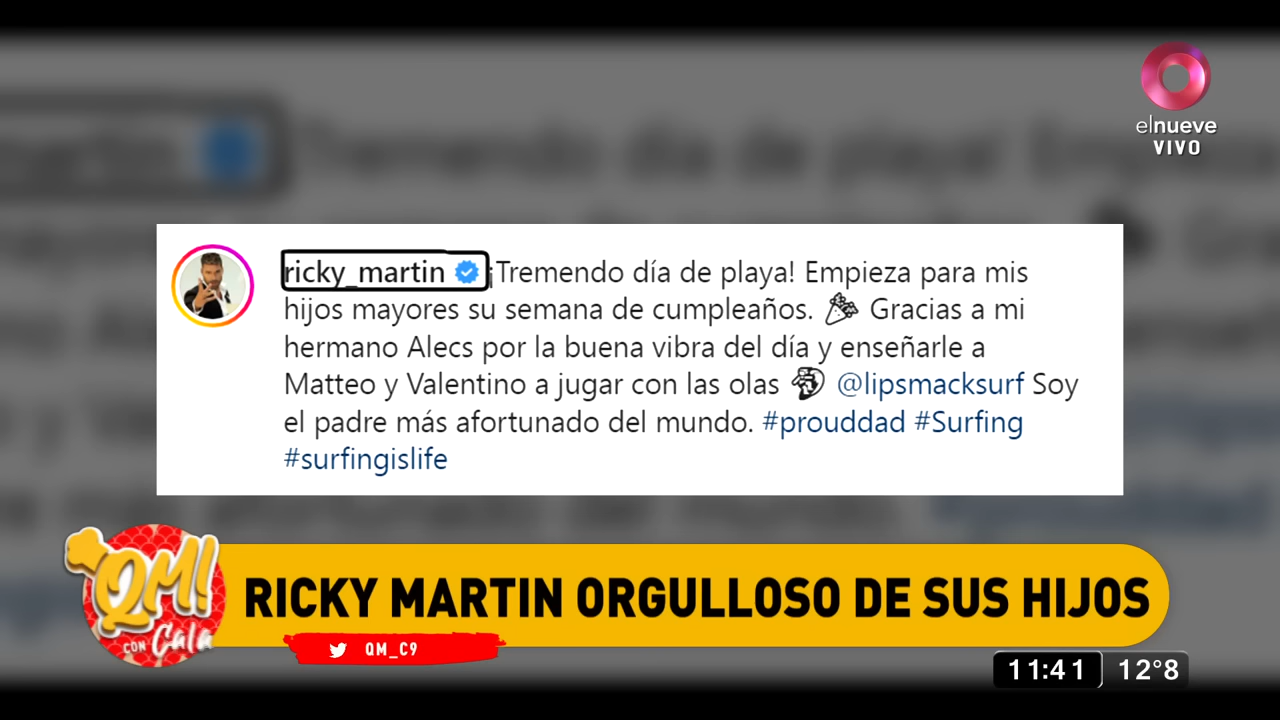 elnueve
VIVO
ricky_martin ¡Tremendo día de playa! Empieza para mis
hijos mayores su semana de cumpleaños. 🎉 Gracias a mi
hermano Alecs por la buena vibra del día y enseñarle a
Matteo y Valentino a jugar con las olas 🏄 @lipsmacksurf Soy
el padre más afortunado del mundo. #prouddad #Surfing
#surfingislife
QM!
CON Cala
RICKY MARTIN ORGULLOSO DE SUS HIJOS
QM_C9
11:41 12°8